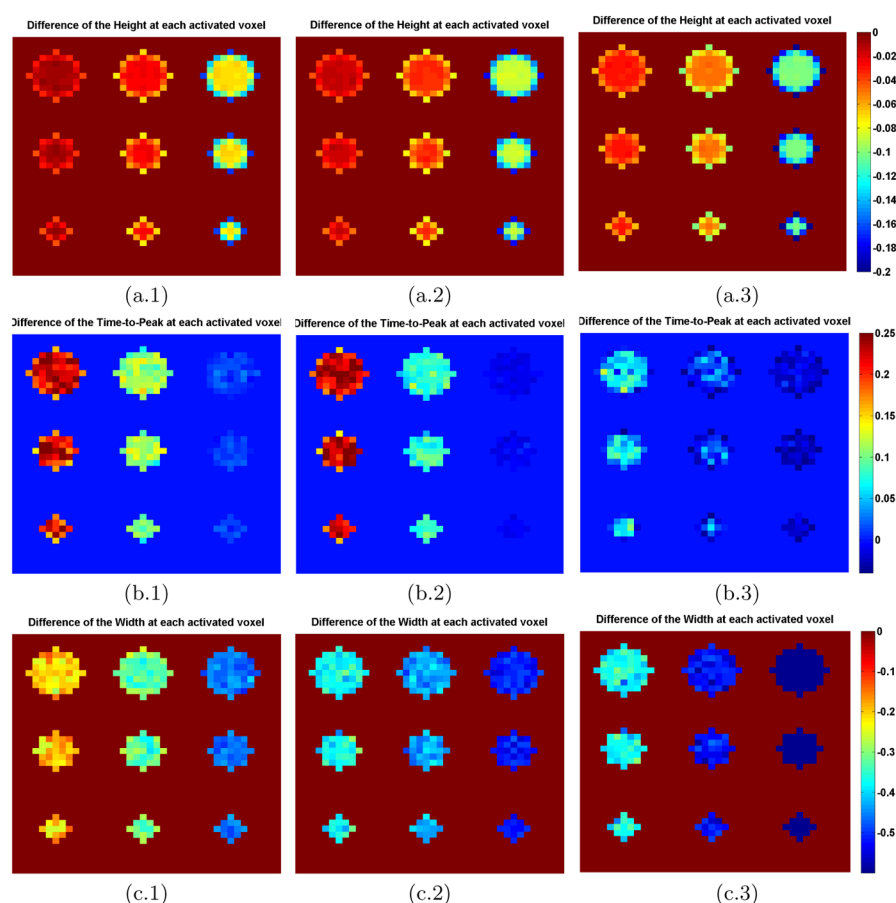 Difference of the Height at each activated voxel
Difference of the Height at each activated voxel
Difference of the Height at each activated voxel
0
-0.02
-0.04
-0.06
-0.08
-0.1
-0.12
-0.14
-0.16
-0.18
-0.2
(a.1)
(a.2)
(a.3)
Difference of the Time-to-Peak at each activated voxel
Difference of the Time-to-Peak at each activated voxel
Difference of the Time-to-Peak at each activated voxel
0.25
0.2
0.15
0.1
0.05
0
(b.1)
(b.2)
(b.3)
Difference of the Width at each activated voxel
Difference of the Width at each activated voxel
Difference of the Width at each activated voxel
0
-0.1
-0.2
-0.3
-0.4
-0.5
(c.1)
(c.2)
(c.3)